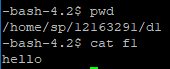 -bash-4.2$ pwd
/home/sp/12163291/d1
-bash-4.2$ cat f1
hello